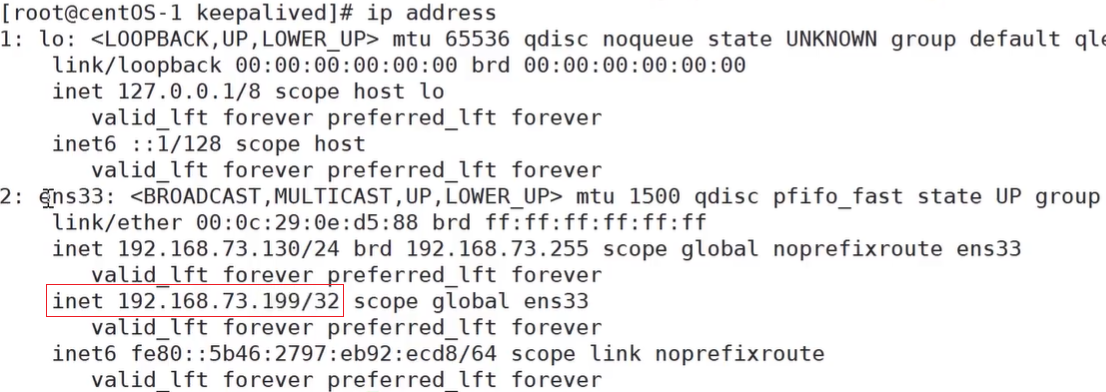 [root@centOS-1 keepalived]# ip address
1: lo: <LOOPBACK,UP,LOWER_UP> mtu 65536 qdisc noqueue state UNKNOWN group default qle
link/loopback 00:00:00:00:00:00 brd 00:00:00:00:00:00
inet 127.0.0.1/8 scope host lo
valid_lft forever preferred_lft forever
inet6 ::1/128 scope host
valid_lft forever preferred_lft forever
2: ens33: <BROADCAST,MULTICAST,UP,LOWER_UP> mtu 1500 qdisc pfifo_fast state UP group
link/ether 00:0c:29:0e:d5:88 brd ff:ff:ff:ff:ff:ff
inet 192.168.73.130/24 brd 192.168.73.255 scope global noprefixroute ens33
valid_lft forever preferred_lft forever
inet 192.168.73.199/32 scope global ens33
valid_lft forever preferred_lft forever
inet6 fe80::5b46:2797:eb92:ecd8/64 scope link noprefixroute
valid_lft forever preferred_lft forever